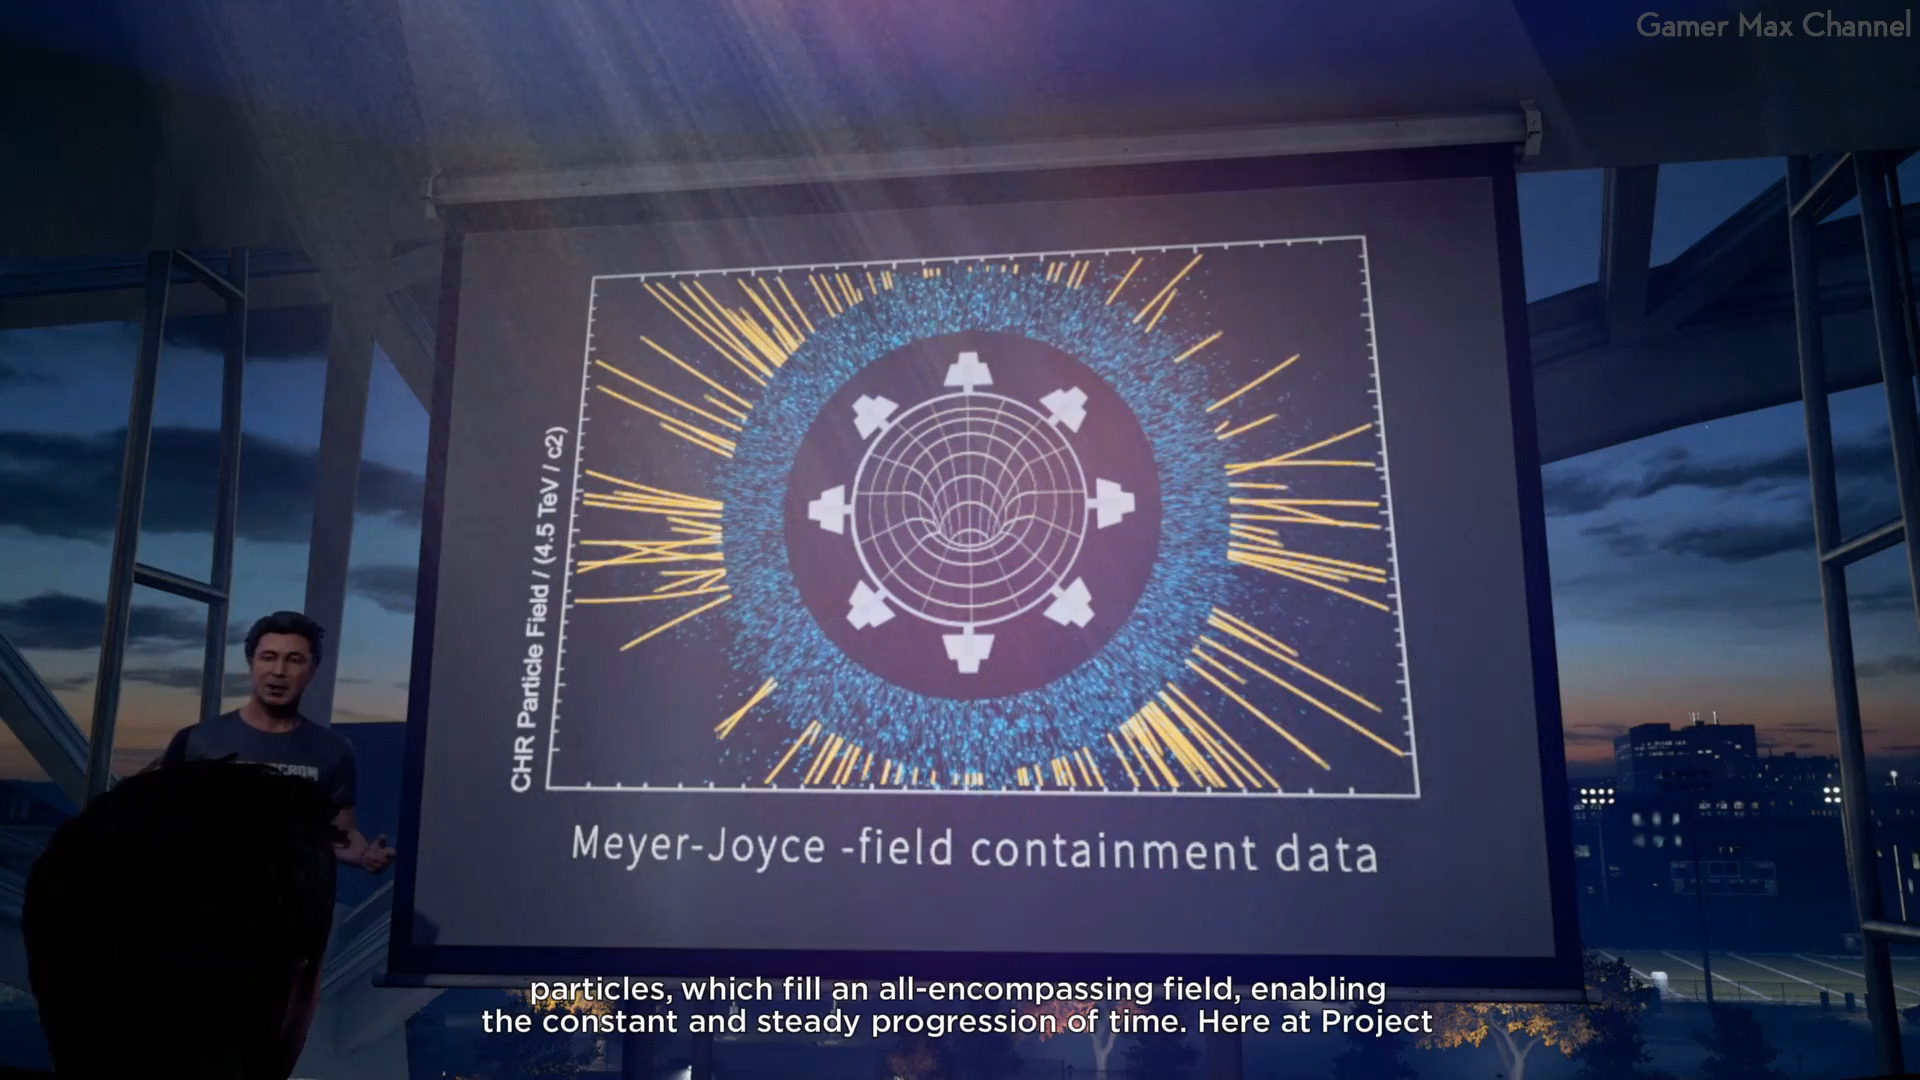 Gamer Max Channel
CHR Particle Field / (4.5 TeV / c2)
Meyer-Joyce -field containment data
particles, which fill an all-encompassing field, enabling
the constant and steady progression of time. Here at Project